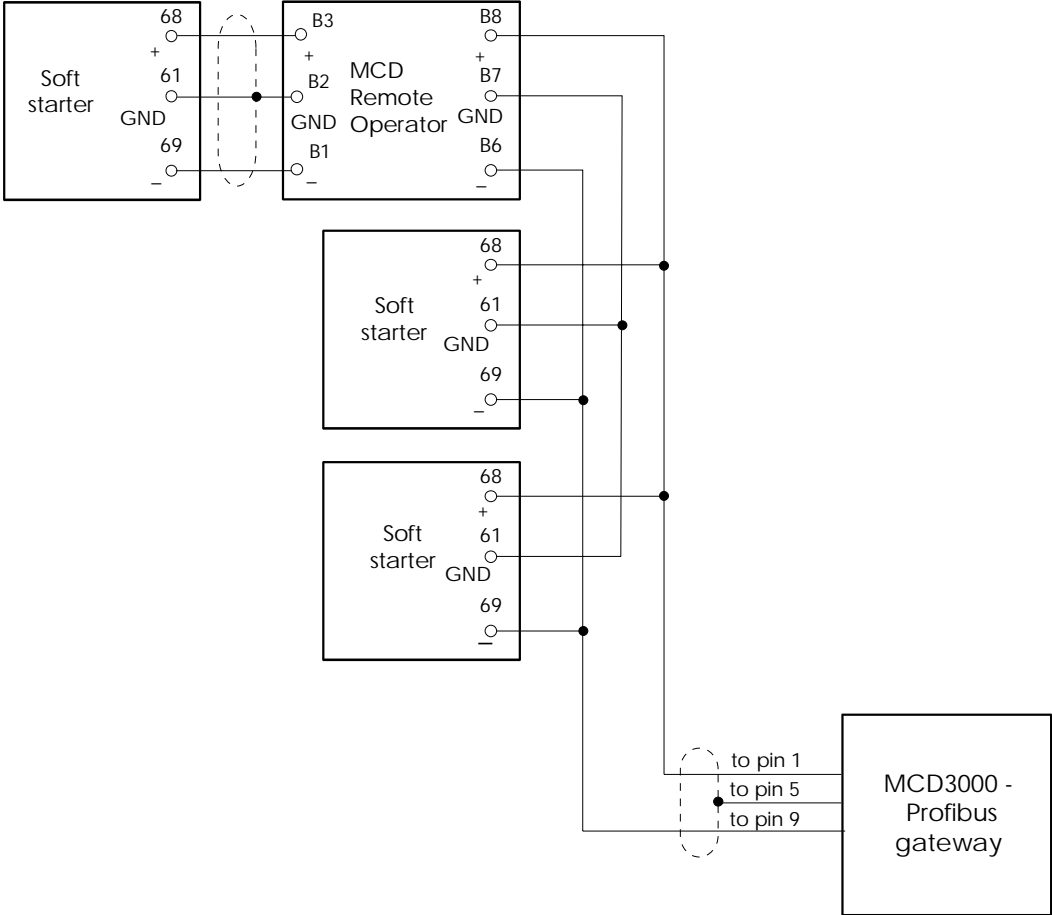 68
+
61
GND
69
–
Soft
starter
B3
+
B2
GND
B1
–
MCD
Remote
Operator
B8
+
B7
GND
B6
–
68
+
61
GND
69
–
Soft
starter
68
+
61
GND
69
–
Soft
starter
to pin 1
to pin 5
to pin 9
MCD3000 -
Profibus
gateway